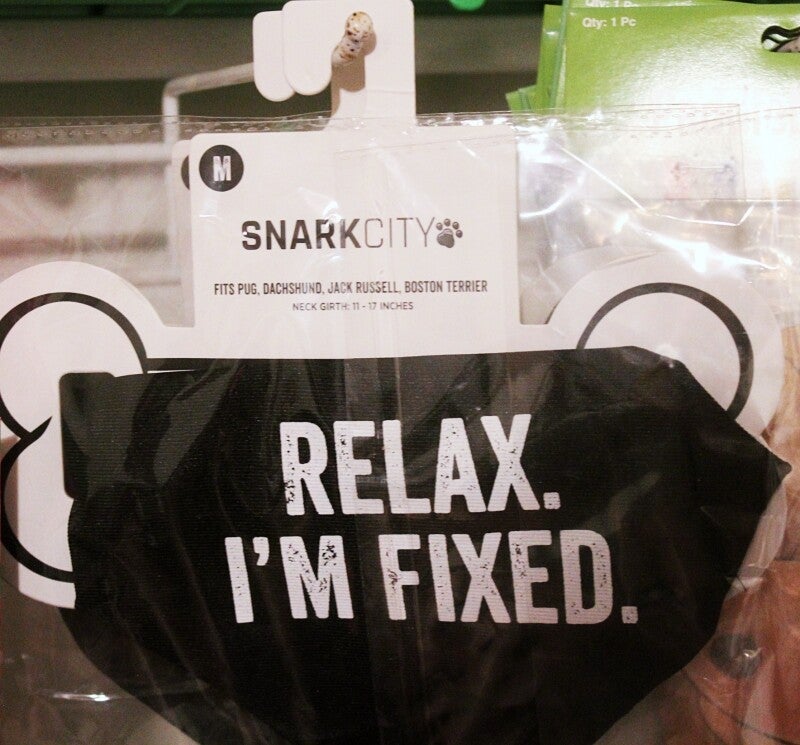 Qty: 1 Pc
M
SNARKCITY
FITS PUG, DACHSHUND, JACK RUSSELL, BOSTON TERRIER
NECK GIRTH: 11 - 17 INCHES
RELAX.
I'M FIXED.